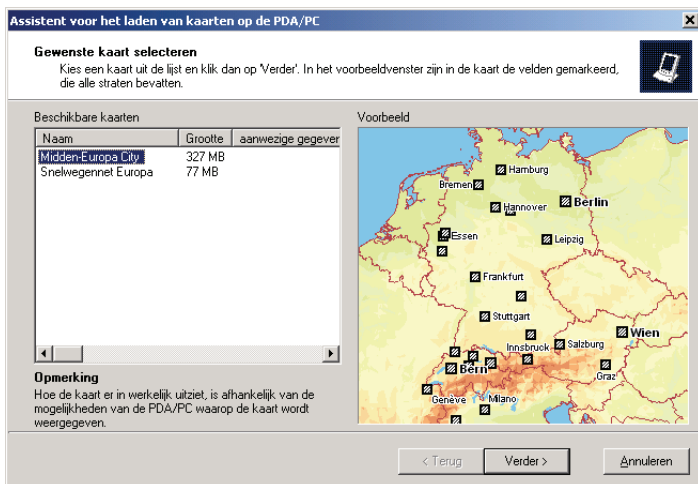 Assistent voor het laden van kaarten op de PDA/PC
Gewenste kaart selecteren
Kies een kaart uit de lijst en klik dan op 'Verder'. In het voorbeeldvenster zijn in de kaart de velden gemarkeerd,
die alle straten bevatten.
Beschikbare kaarten
Voorbeeld
Naam Grootte aanwezige gegever
Midden-Europa City 327 MB
Snelwegennet Europa 77 MB
Hamburg
Bremen
Hannover
Berlin
Essen
Leipzig
Frankfurt
Stuttgart
Wien
Innsbruck
Salzburg
Bern
Graz
Genève
Milano
Opmerking
Hoe de kaart er in werkelijk uitziet, is afhankelijk van de
mogelijkheden van de PDA/PC waarop de kaart wordt
weergegeven.
< Terug
Verder >
Annuleren